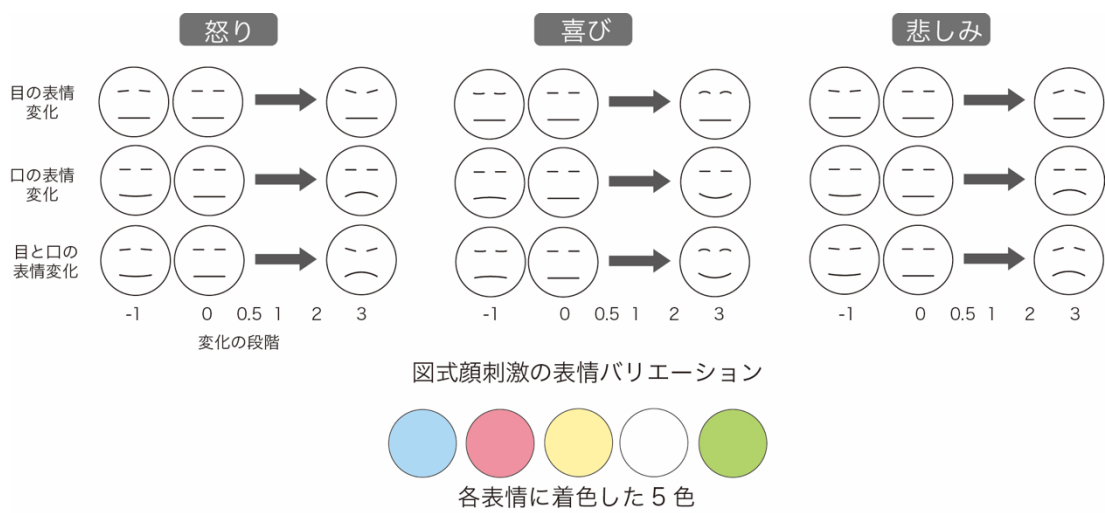 怒り 喜び 悲しみ
目の表情
変化
口の表情
変化
目と口の
表情変化
-1 0 0.5 1 2 3 -1 0 0.5 1 2 3 -1 0 0.5 1 2 3
変化の段階
図式顔刺激の表情バリエーション
各表情に着色した5色